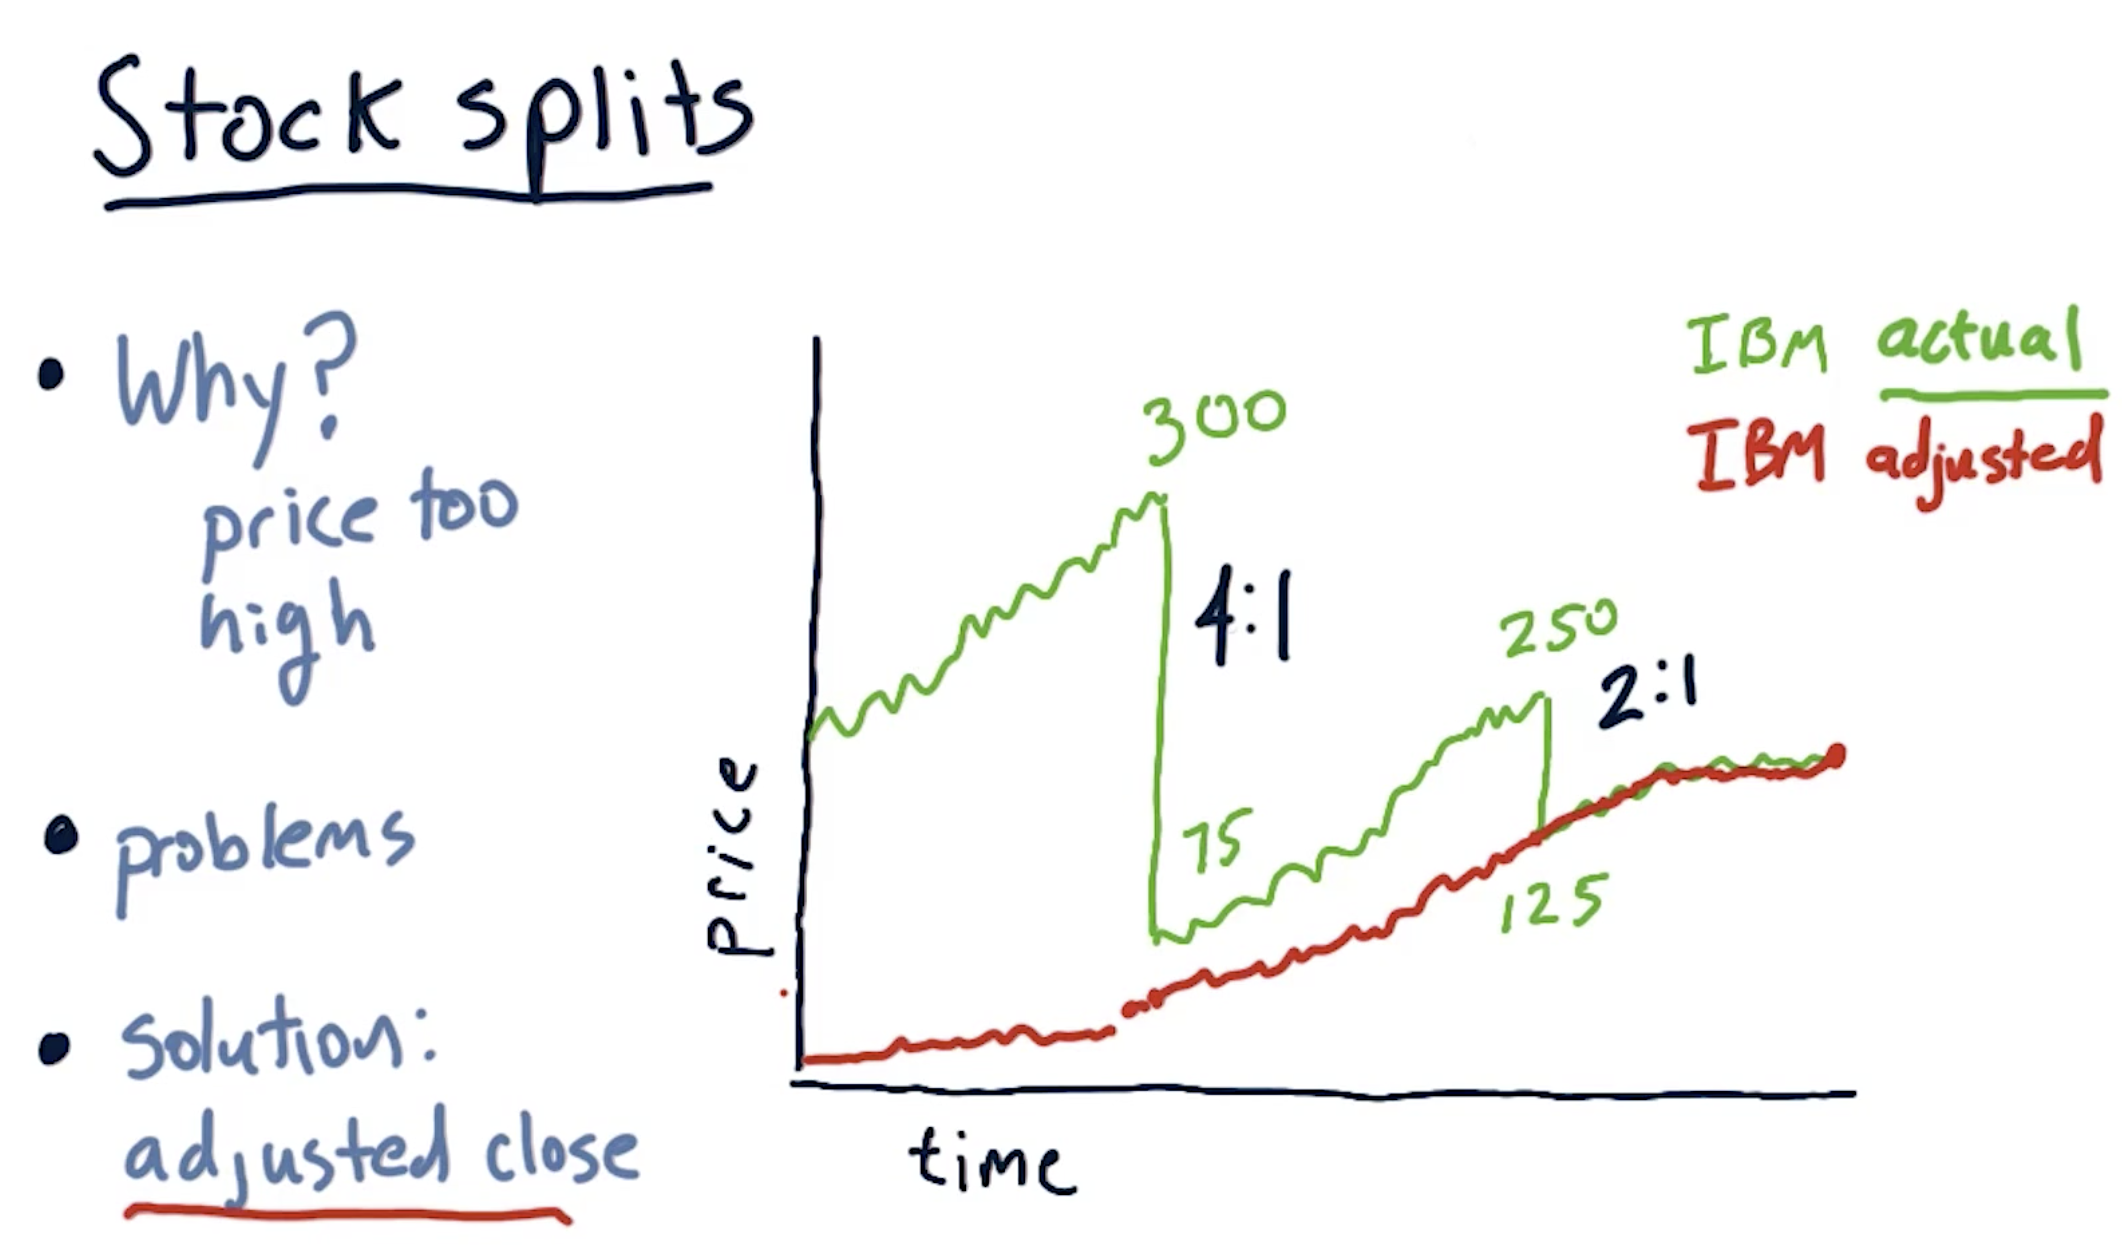 Stock splits
• Why?
price too
high
• problems
• solution:
adjusted close
IBM actual
IBM adjusted
300
4:1
250
2:1
75
125
price
time